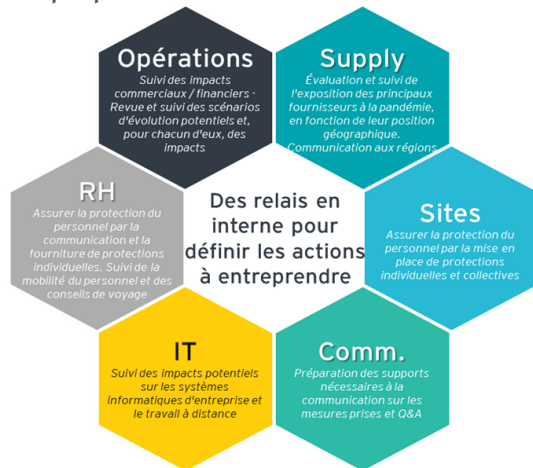 Opérations
Suivi des impacts
commerciaux / financiers -
Revue et suivi des scénarios
d'évolution potentiels et,
pour chacun d'eux, des
impacts
Supply
Évaluation et suivi de
l'exposition des principaux
fournisseurs à la pandémie,
en fonction de leur position
géographique.
Communication aux régions
RH
Assurer la protection du
personnel par la
communication et la
fourniture de protections
individuelles. Suivi de la
mobilité du personnel et des
conseils de voyage
Des relais en
interne pour
définir les actions
à entreprendre
Sites
Assurer la protection du
personnel par la mise en
place de protections
individuelles et collectives
IT
Suivi des impacts potentiels
sur les systèmes
informatiques d'entreprise et
le travail à distance
Comm.
Préparation des supports
nécessaires à la
communication sur les
mesures prises et Q&A